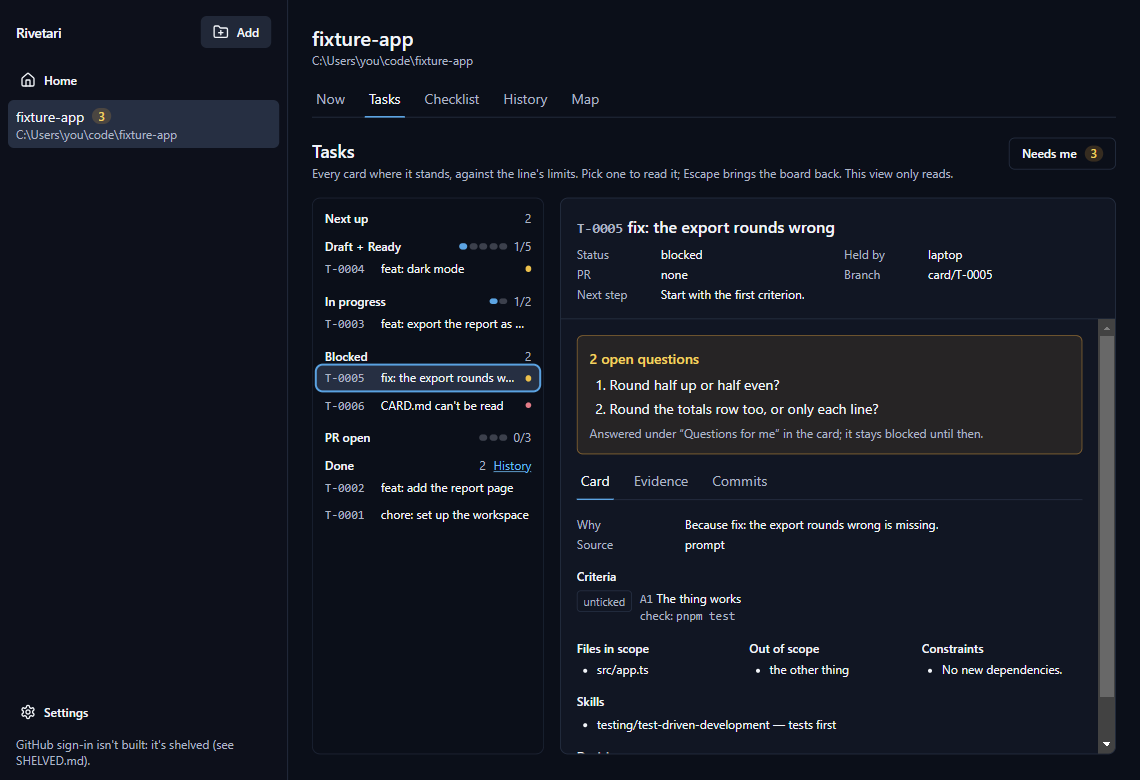 Rivetari
Add
Home
fixture-app 3
C:\Users\you\code\fixture-app
Settings
GitHub sign-in isn't built: it's shelved (see
SHELVED.md).
fixture-app
C:\Users\you\code\fixture-app
Now Tasks Checklist History Map
Tasks
Every card where it stands, against the line's limits. Pick one to read it; Escape brings the board back. This view only reads.
Needs me 3
Next up 2
Draft + Ready 1/5
T-0004 feat: dark mode
In progress 1/2
T-0003 feat: export the report as ...
Blocked 2
T-0005 fix: the export rounds w...
T-0006 CARD.md can't be read
PR open 0/3
Done 2 History
T-0002 feat: add the report page
T-0001 chore: set up the workspace
T-0005 fix: the export rounds wrong
Status blocked Held by laptop
PR none Branch card/T-0005
Next step Start with the first criterion.
2 open questions
1. Round half up or half even?
2. Round the totals row too, or only each line?
Answered under “Questions for me” in the card; it stays blocked until then.
Card Evidence Commits
Why Because fix: the export rounds wrong is missing.
Source prompt
Criteria
unticked A1 The thing works
check: pnpm test
Files in scope Out of scope Constraints
• src/app.ts • the other thing • No new dependencies.
Skills
• testing/test-driven-development — tests first